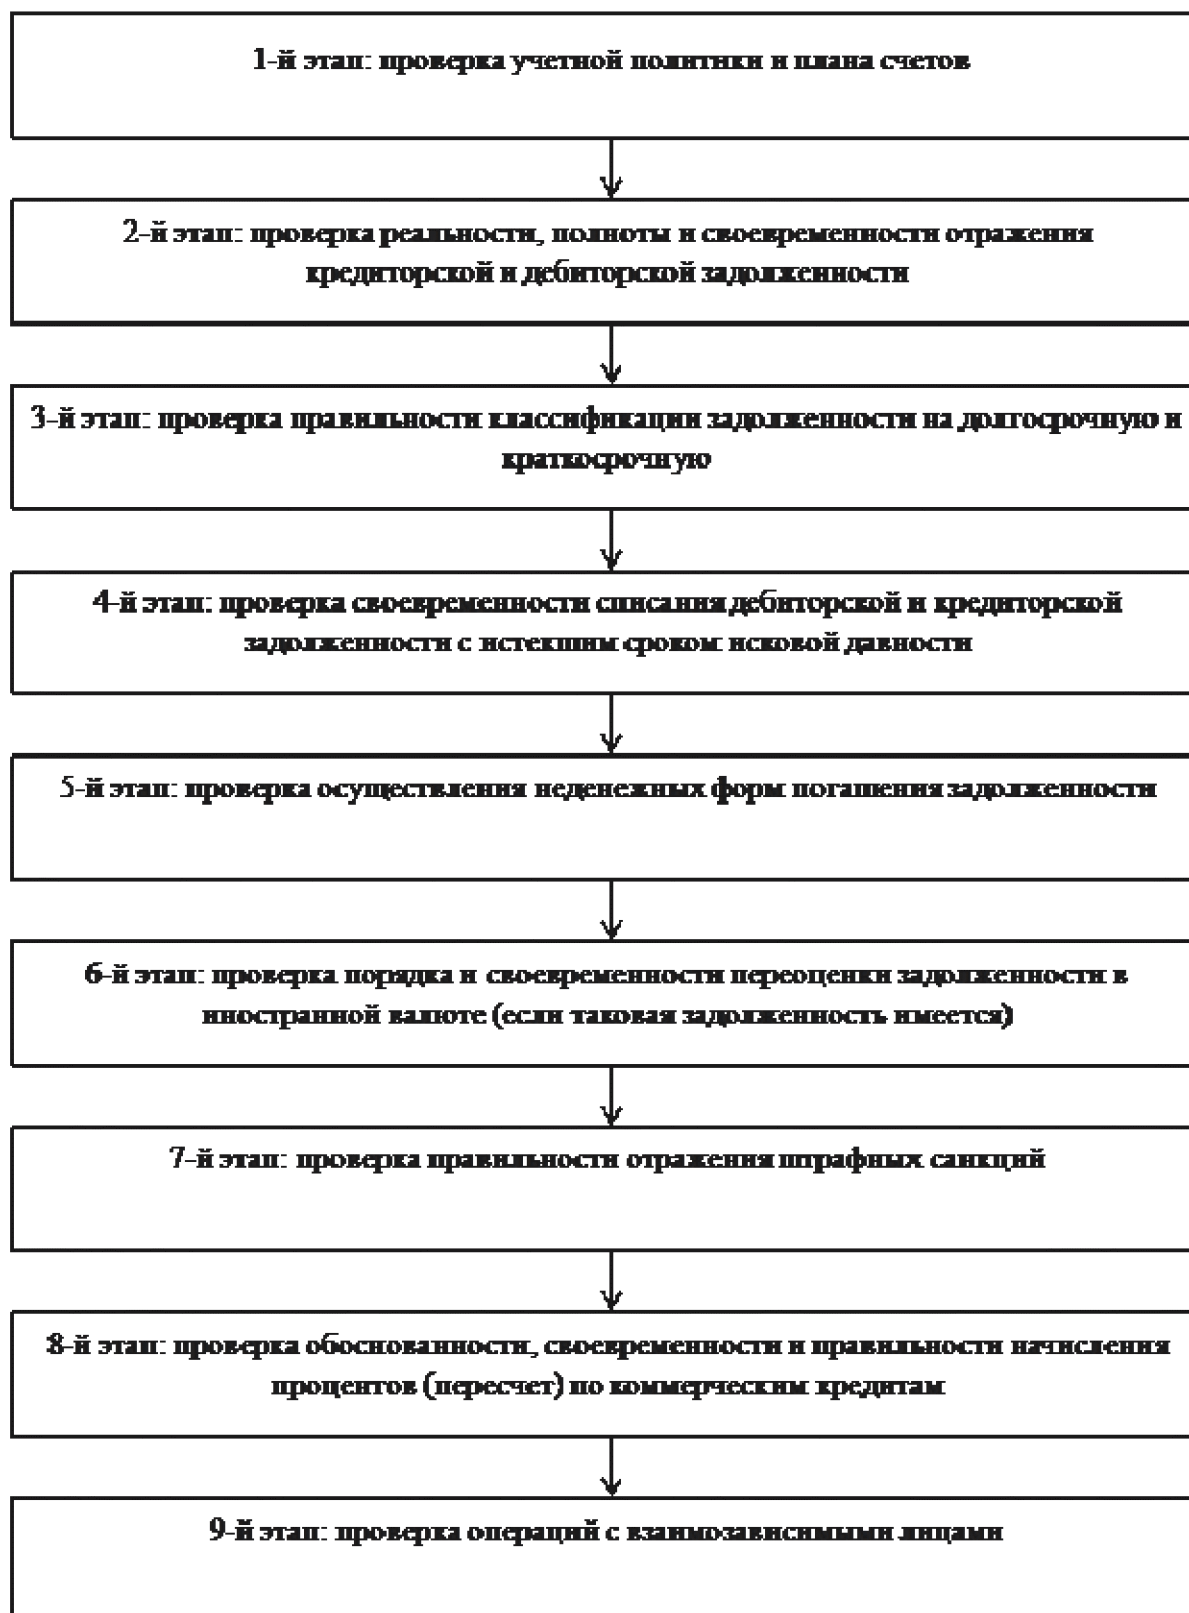 1-й этап: проверка учетной политики и плана счетов
2-й этап: проверка реальности, полноты и своевременности отражения
кредиторской и дебиторской задолженности
3-й этап: проверка правильности классификации задолженности на долгосрочную и
краткосрочную
4-й этап: проверка своевременности списания дебиторской и кредиторской
задолженности с истекшим сроком исковой давности
5-й этап: проверка осуществления неденежных форм погашения задолженности
6-й этап: проверка порядка и своевременности переоценки задолженности в
иностранной валюте (если таковая задолженность имеется)
7-й этап: проверка правильности отражения штрафных санкций
8-й этап: проверка обоснованности, своевременности и правильности начисления
процентов (пересчет) по коммерческим кредитам
9-й этап: проверка операций с взаимозависимыми лицами